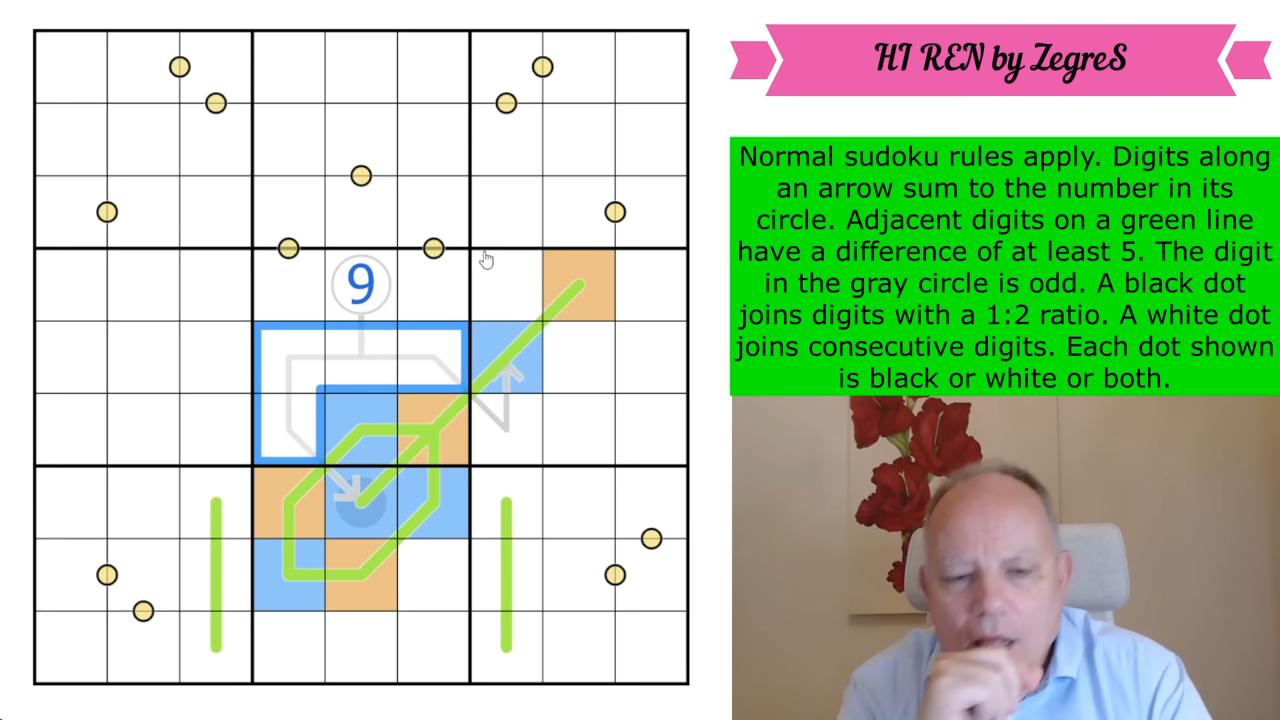 HI REN by ZegreS
Normal sudoku rules apply. Digits along
an arrow sum to the number in its
circle. Adjacent digits on a green line
have a difference of at least 5. The digit
in the gray circle is odd. A black dot
joins digits with a 1:2 ratio. A white dot
joins consecutive digits. Each dot shown
is black or white or both.
9